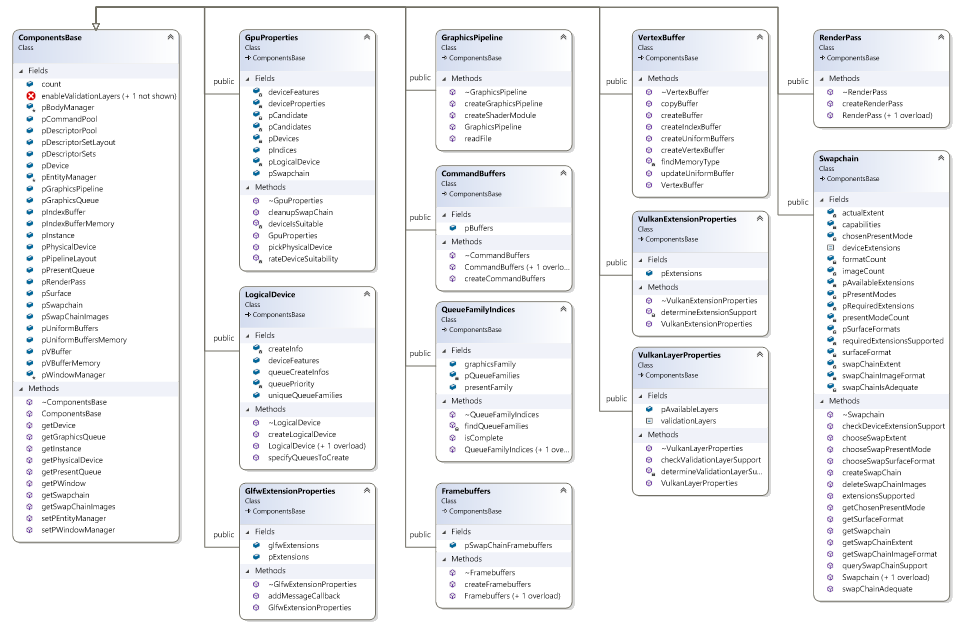 ComponentsBase
Class
Fields
count
enableValidationLayers (+ 1 not shown)
pBodyManager
pCommandPool
pDescriptorPool
pDescriptorSetLayout
pDescriptorSets
pDevice
pEntityManager
pGraphicsPipeline
pGraphicsQueue
pIndexBuffer
pIndexBufferMemory
pInstance
pPhysicalDevice
pPipelineLayout
pPresentQueue
pRenderPass
pSurface
pSwapchain
pSwapChainImages
pUniformBuffers
pUniformBuffersMemory
pVBuffer
pVBufferMemory
pWindowManager
Methods
~ComponentsBase
ComponentsBase
getDevice
getGraphicsQueue
getInstance
getPhysicalDevice
getPresentQueue
getPWindow
getSwapchain
getSwapChainImages
setPEntityManager
setPWindowManager
public
GpuProperties
Class
ComponentsBase
Fields
deviceFeatures
deviceProperties
pCandidate
pCandidates
pDevices
pIndices
pLogicalDevice
pSwapchain
Methods
~GpuProperties
cleanupSwapChain
deviceIsSuitable
GpuProperties
pickPhysicalDevice
rateDeviceSuitability
public
LogicalDevice
Class
ComponentsBase
Fields
createInfo
deviceFeatures
queueCreateInfos
queuePriority
uniqueQueueFamilies
Methods
~LogicalDevice
createLogicalDevice
LogicalDevice (+ 1 overload)
specifyQueuesToCreate
public
GlfwExtensionProperties
Class
ComponentsBase
Fields
glfwExtensions
pExtensions
Methods
~GlfwExtensionProperties
addMessageCallback
GlfwExtensionProperties
public
GraphicsPipeline
Class
ComponentsBase
Methods
~GraphicsPipeline
createGraphicsPipeline
createShaderModule
GraphicsPipeline
readFile
public
CommandBuffers
Class
ComponentsBase
Fields
pBuffers
Methods
~CommandBuffers
CommandBuffers (+ 1 overlo...
createCommandBuffers
public
QueueFamilyIndices
Class
ComponentsBase
Fields
graphicsFamily
pQueueFamilies
presentFamily
Methods
~QueueFamilyIndices
findQueueFamilies
isComplete
QueueFamilyIndices (+ 1 ove...
public
Framebuffers
Class
ComponentsBase
Fields
pSwapChainFramebuffers
Methods
~Framebuffers
createFramebuffers
Framebuffers (+ 1 overload)
public
VertexBuffer
Class
ComponentsBase
Methods
~VertexBuffer
copyBuffer
createBuffer
createIndexBuffer
createUniformBuffers
createVertexBuffer
findMemoryType
updateUniformBuffer
VertexBuffer
public
VulkanExtensionProperties
Class
ComponentsBase
Fields
pExtensions
Methods
~VulkanExtensionProperties
determineExtensionSupport
VulkanExtensionProperties
public
VulkanLayerProperties
Class
ComponentsBase
Fields
pAvailableLayers
validationLayers
Methods
~VulkanLayerProperties
checkValidationLayerSupport
determineValidationLayerSu...
VulkanLayerProperties
public
RenderPass
Class
ComponentsBase
Methods
~RenderPass
createRenderPass
RenderPass (+ 1 overload)
public
Swapchain
Class
ComponentsBase
Fields
actualExtent
capabilities
chosenPresentMode
deviceExtensions
formatCount
imageCount
pAvailableExtensions
pPresentModes
pRequiredExtensions
presentModeCount
pSurfaceFormats
requiredExtensionsSupported
surfaceFormat
swapChainExtent
swapChainImageFormat
swapChainIsAdequate
Methods
~Swapchain
checkDeviceExtensionSupport
chooseSwapExtent
chooseSwapPresentMode
chooseSwapSurfaceFormat
createSwapChain
deleteSwapChainImages
extensionsSupported
getChosenPresentMode
getSurfaceFormat
getSwapchain
getSwapChainExtent
getSwapChainImageFormat
querySwapChainSupport
Swapchain (+ 1 overload)
swapChainAdequate